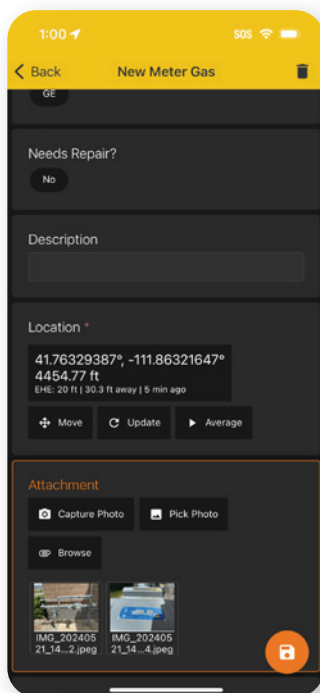 1:00
SOS
Back
New Meter Gas
GE
Needs Repair?
No
Description
Location *
41.76329387°, -111.86321647°
4454.77 ft
EHE: 20 ft | 30.3 ft away | 5 min ago
Move
Update
Average
Attachment
Capture Photo
Pick Photo
Browse
IMG_202405
21_14...2.jpeg
IMG_202405
21_14...4.jpeg